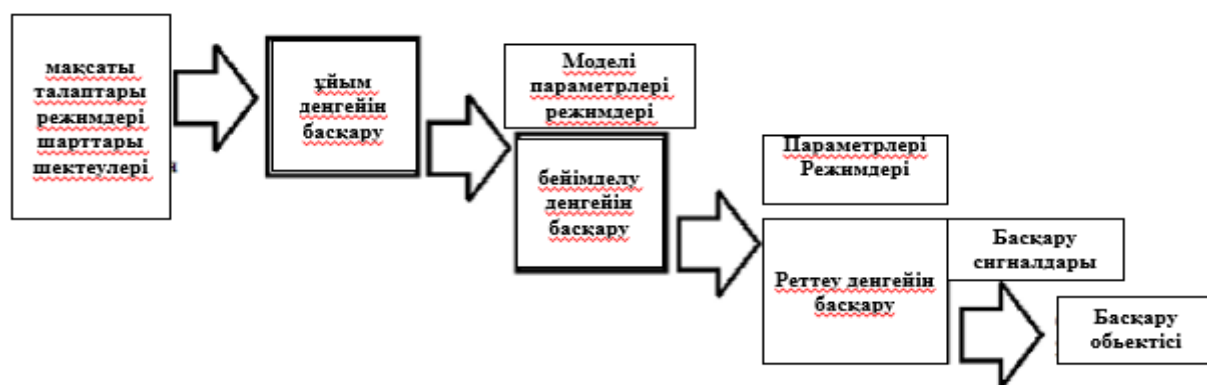 мақсаты
талаптары
режимдері
шарттары
шектеулері
ұйым
деңгейін
басқару
Моделі
параметрлері
режимдері
бейімделу
деңгейін
басқару
Параметрлері
Режимдері
Реттеу деңгейін
басқару
Басқару
сигналдары
Басқару
обьектісі